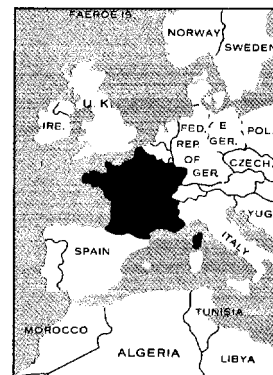 FAEROE IS.
NORWAY
SWEDEN
U. K.
IRE.
FED.
REP.
OF
GER.
E
GER.
POL.
CZECH.
YUG
ITALY
SPAIN
TUNISIA
MOROCCO
ALGERIA
LIBYA